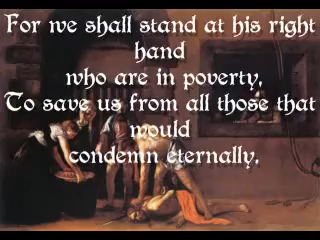 For we shall stand at his right
hand
who are in poverty,
To save us from all those that
would
condemn eternally.